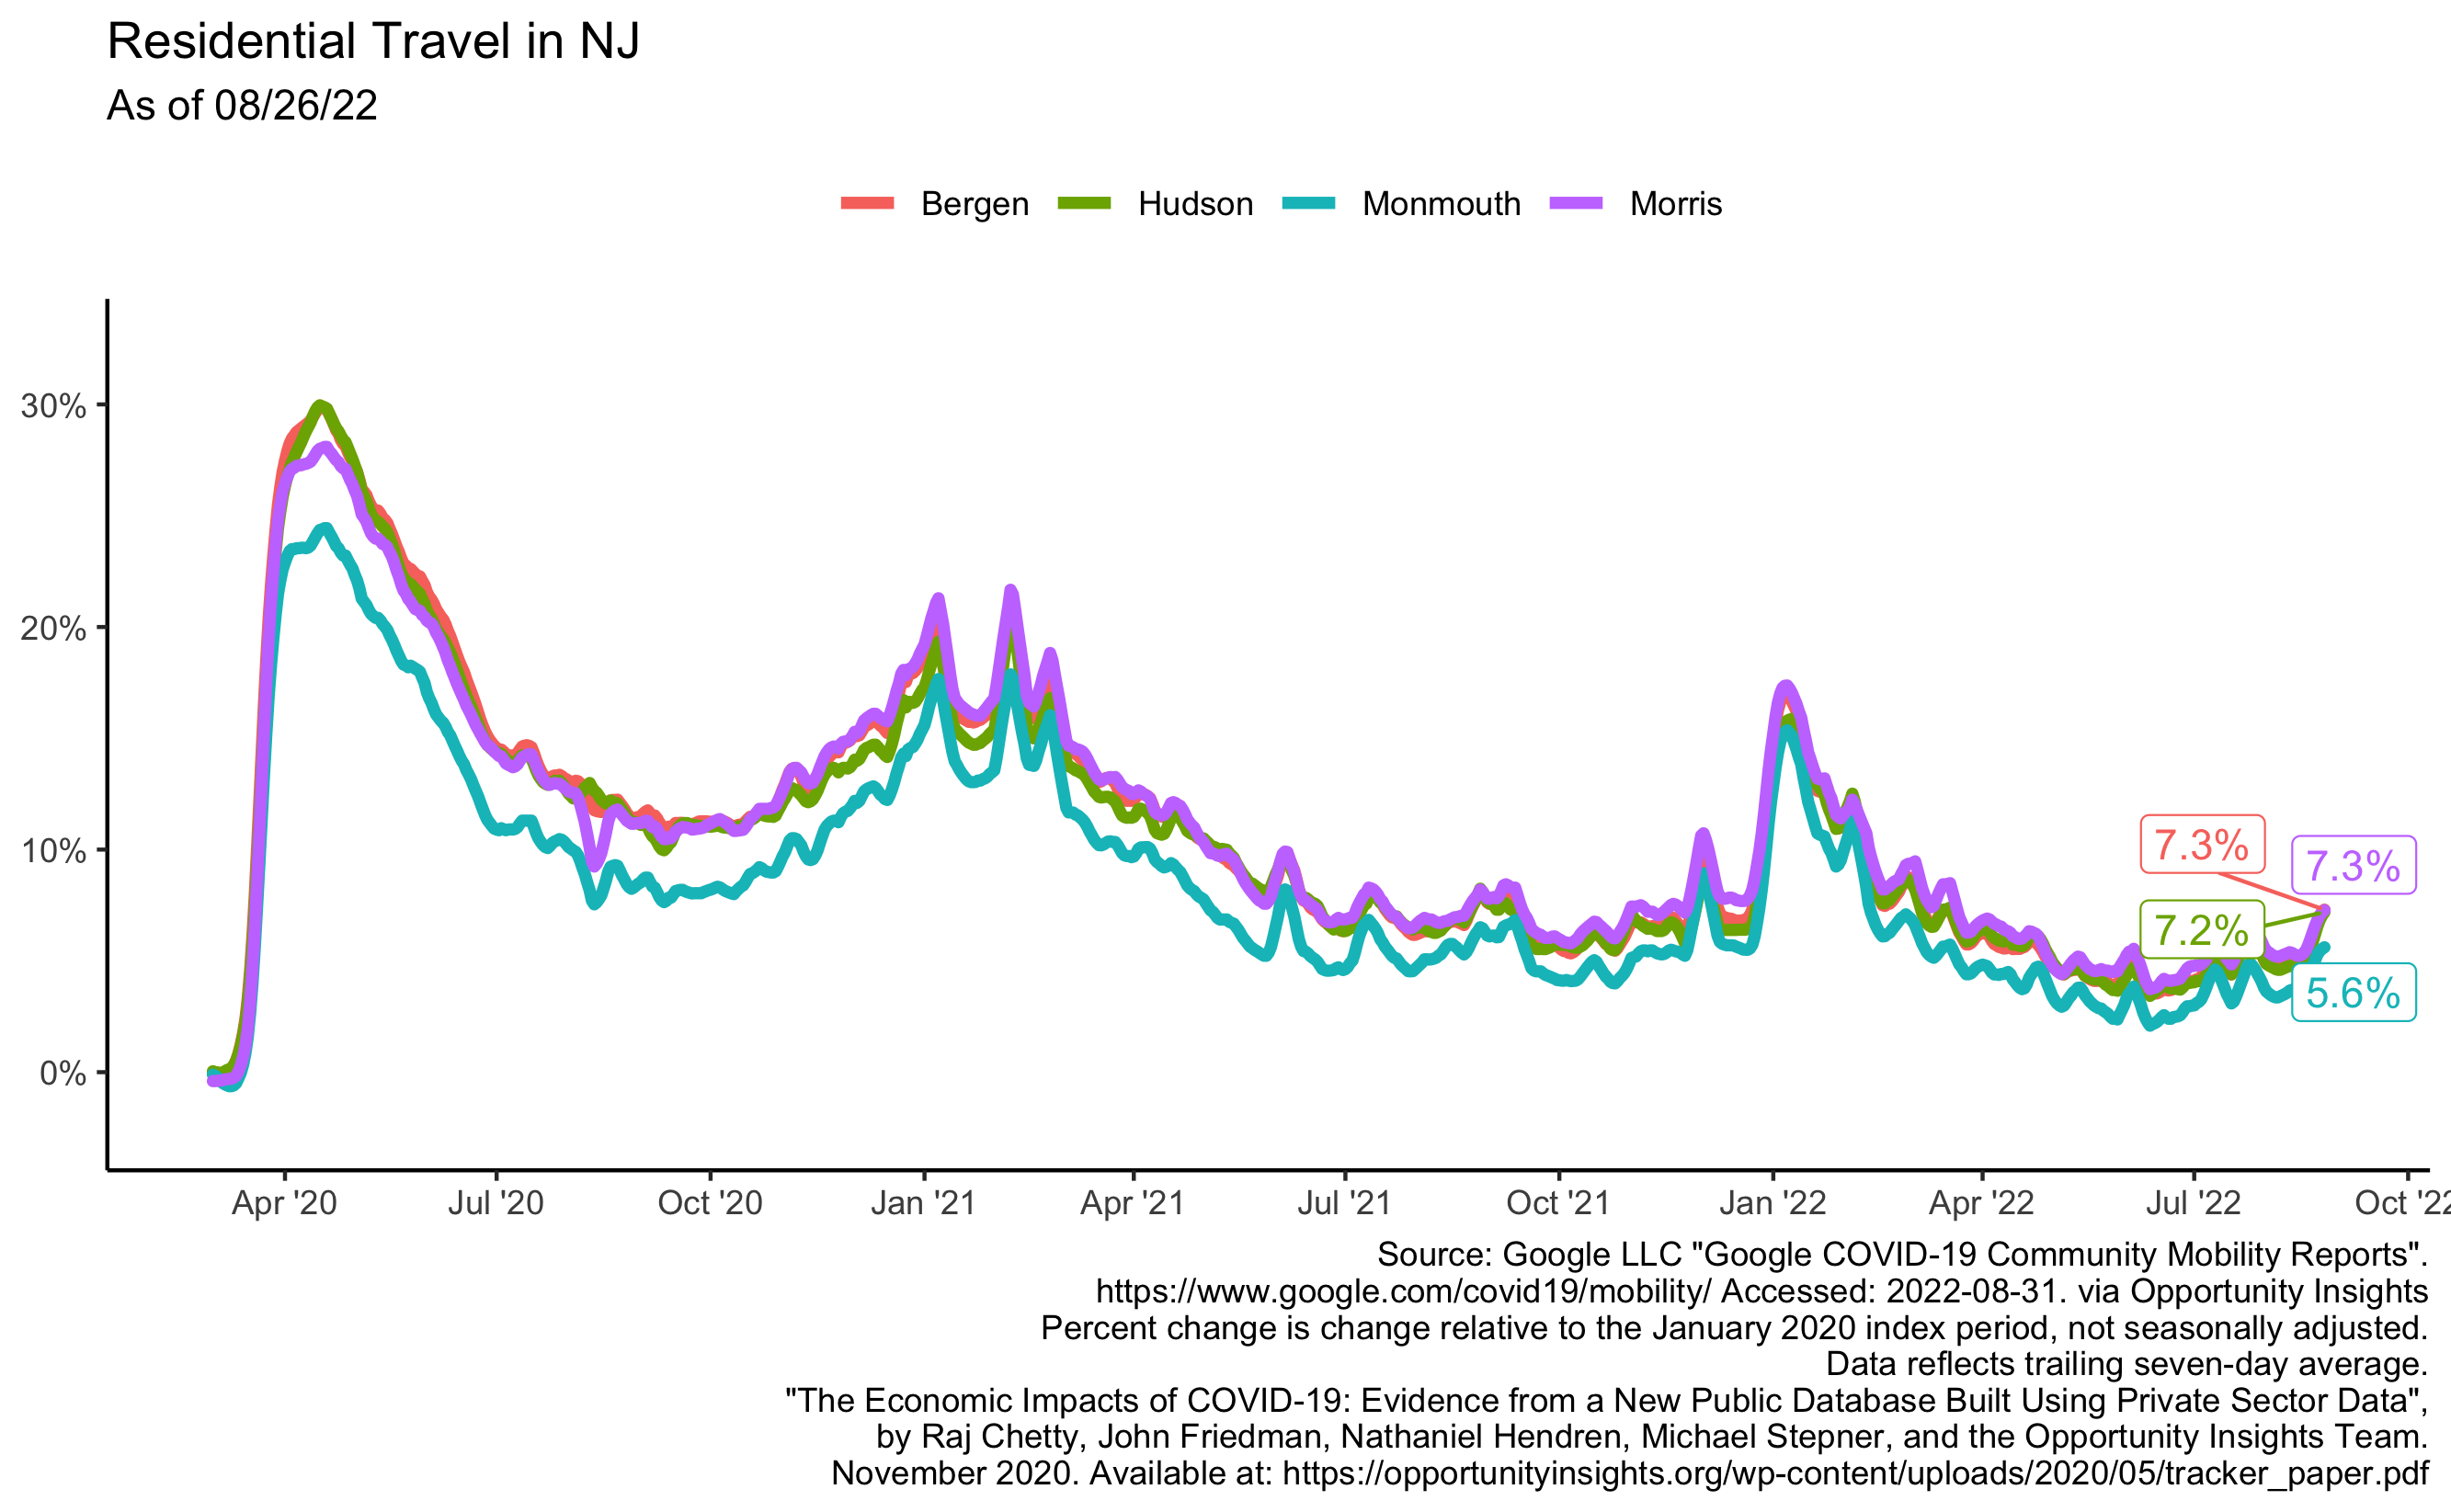 Residential Travel in NJ
As of 08/26/22
Bergen Hudson Monmouth Morris
30%
20%
10%
0%
7.3%
7.3%
7.2%
5.6%
Apr '20 Jul '20 Oct '20 Jan '21 Apr '21 Jul '21 Oct '21 Jan '22 Apr '22 Jul '22 Oct '22
Source: Google LLC "Google COVID-19 Community Mobility Reports".
https://www.google.com/covid19/mobility/ Accessed: 2022-08-31. via Opportunity Insights
Percent change is change relative to the January 2020 index period, not seasonally adjusted.
Data reflects trailing seven-day average.
"The Economic Impacts of COVID-19: Evidence from a New Public Database Built Using Private Sector Data",
by Raj Chetty, John Friedman, Nathaniel Hendren, Michael Stepner, and the Opportunity Insights Team.
November 2020. Available at: https://opportunityinsights.org/wp-content/uploads/2020/05/tracker_paper.pdf